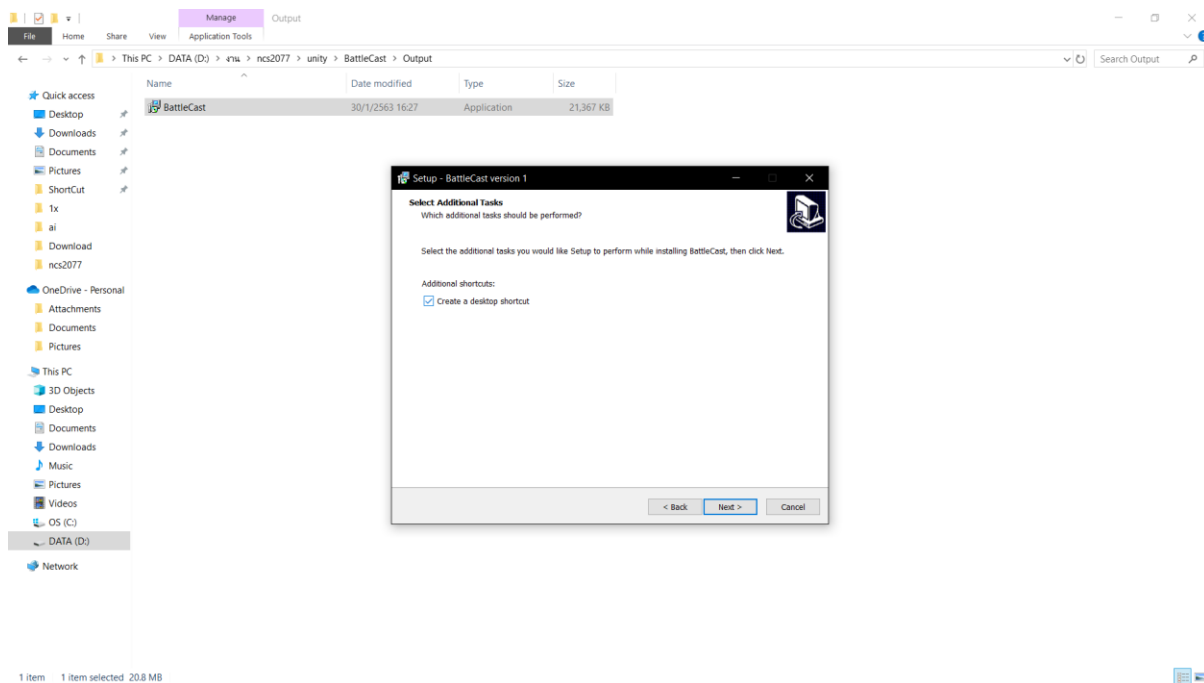 Manage
Output
File
Home
Share
View
Application Tools
This PC > DATA (D:) > งาน > ncs2077 > unity > BattleCast > Output
Search Output
Name
Date modified
Type
Size
BattleCast
30/1/2563 16:27
Application
21,367 KB
Quick access
Desktop
Downloads
Documents
Pictures
ShortCut
1x
ai
Download
ncs2077
OneDrive - Personal
Attachments
Documents
Pictures
This PC
3D Objects
Desktop
Documents
Downloads
Music
Pictures
Videos
OS (C:)
DATA (D:)
Network
Setup - BattleCast version 1
Select Additional Tasks
Which additional tasks should be performed?
Select the additional tasks you would like Setup to perform while installing BattleCast, then click Next.
Additional shortcuts:
Create a desktop shortcut
< Back
Next >
Cancel
1 item
1 item selected 20.8 MB